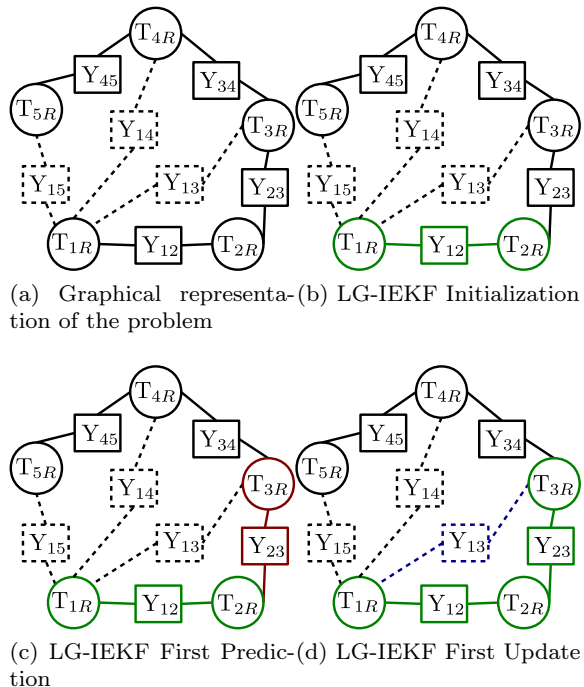 T4R T4R
Y45 Y34 Y45 Y34
T5R T3R T5R T3R
Y14 Y14
Y15 Y13 Y23 Y15 Y13 Y23
T1R Y12 T2R T1R Y12 T2R
(a) Graphical representa-(b) LG-IEKF Initialization
tion of the problem
T4R T4R
Y45 Y34 Y45 Y34
T5R T3R T5R T3R
Y14 Y14
Y15 Y13 Y23 Y15 Y13 Y23
T1R Y12 T2R T1R Y12 T2R
(c) LG-IEKF First Predic-(d) LG-IEKF First Update
tion